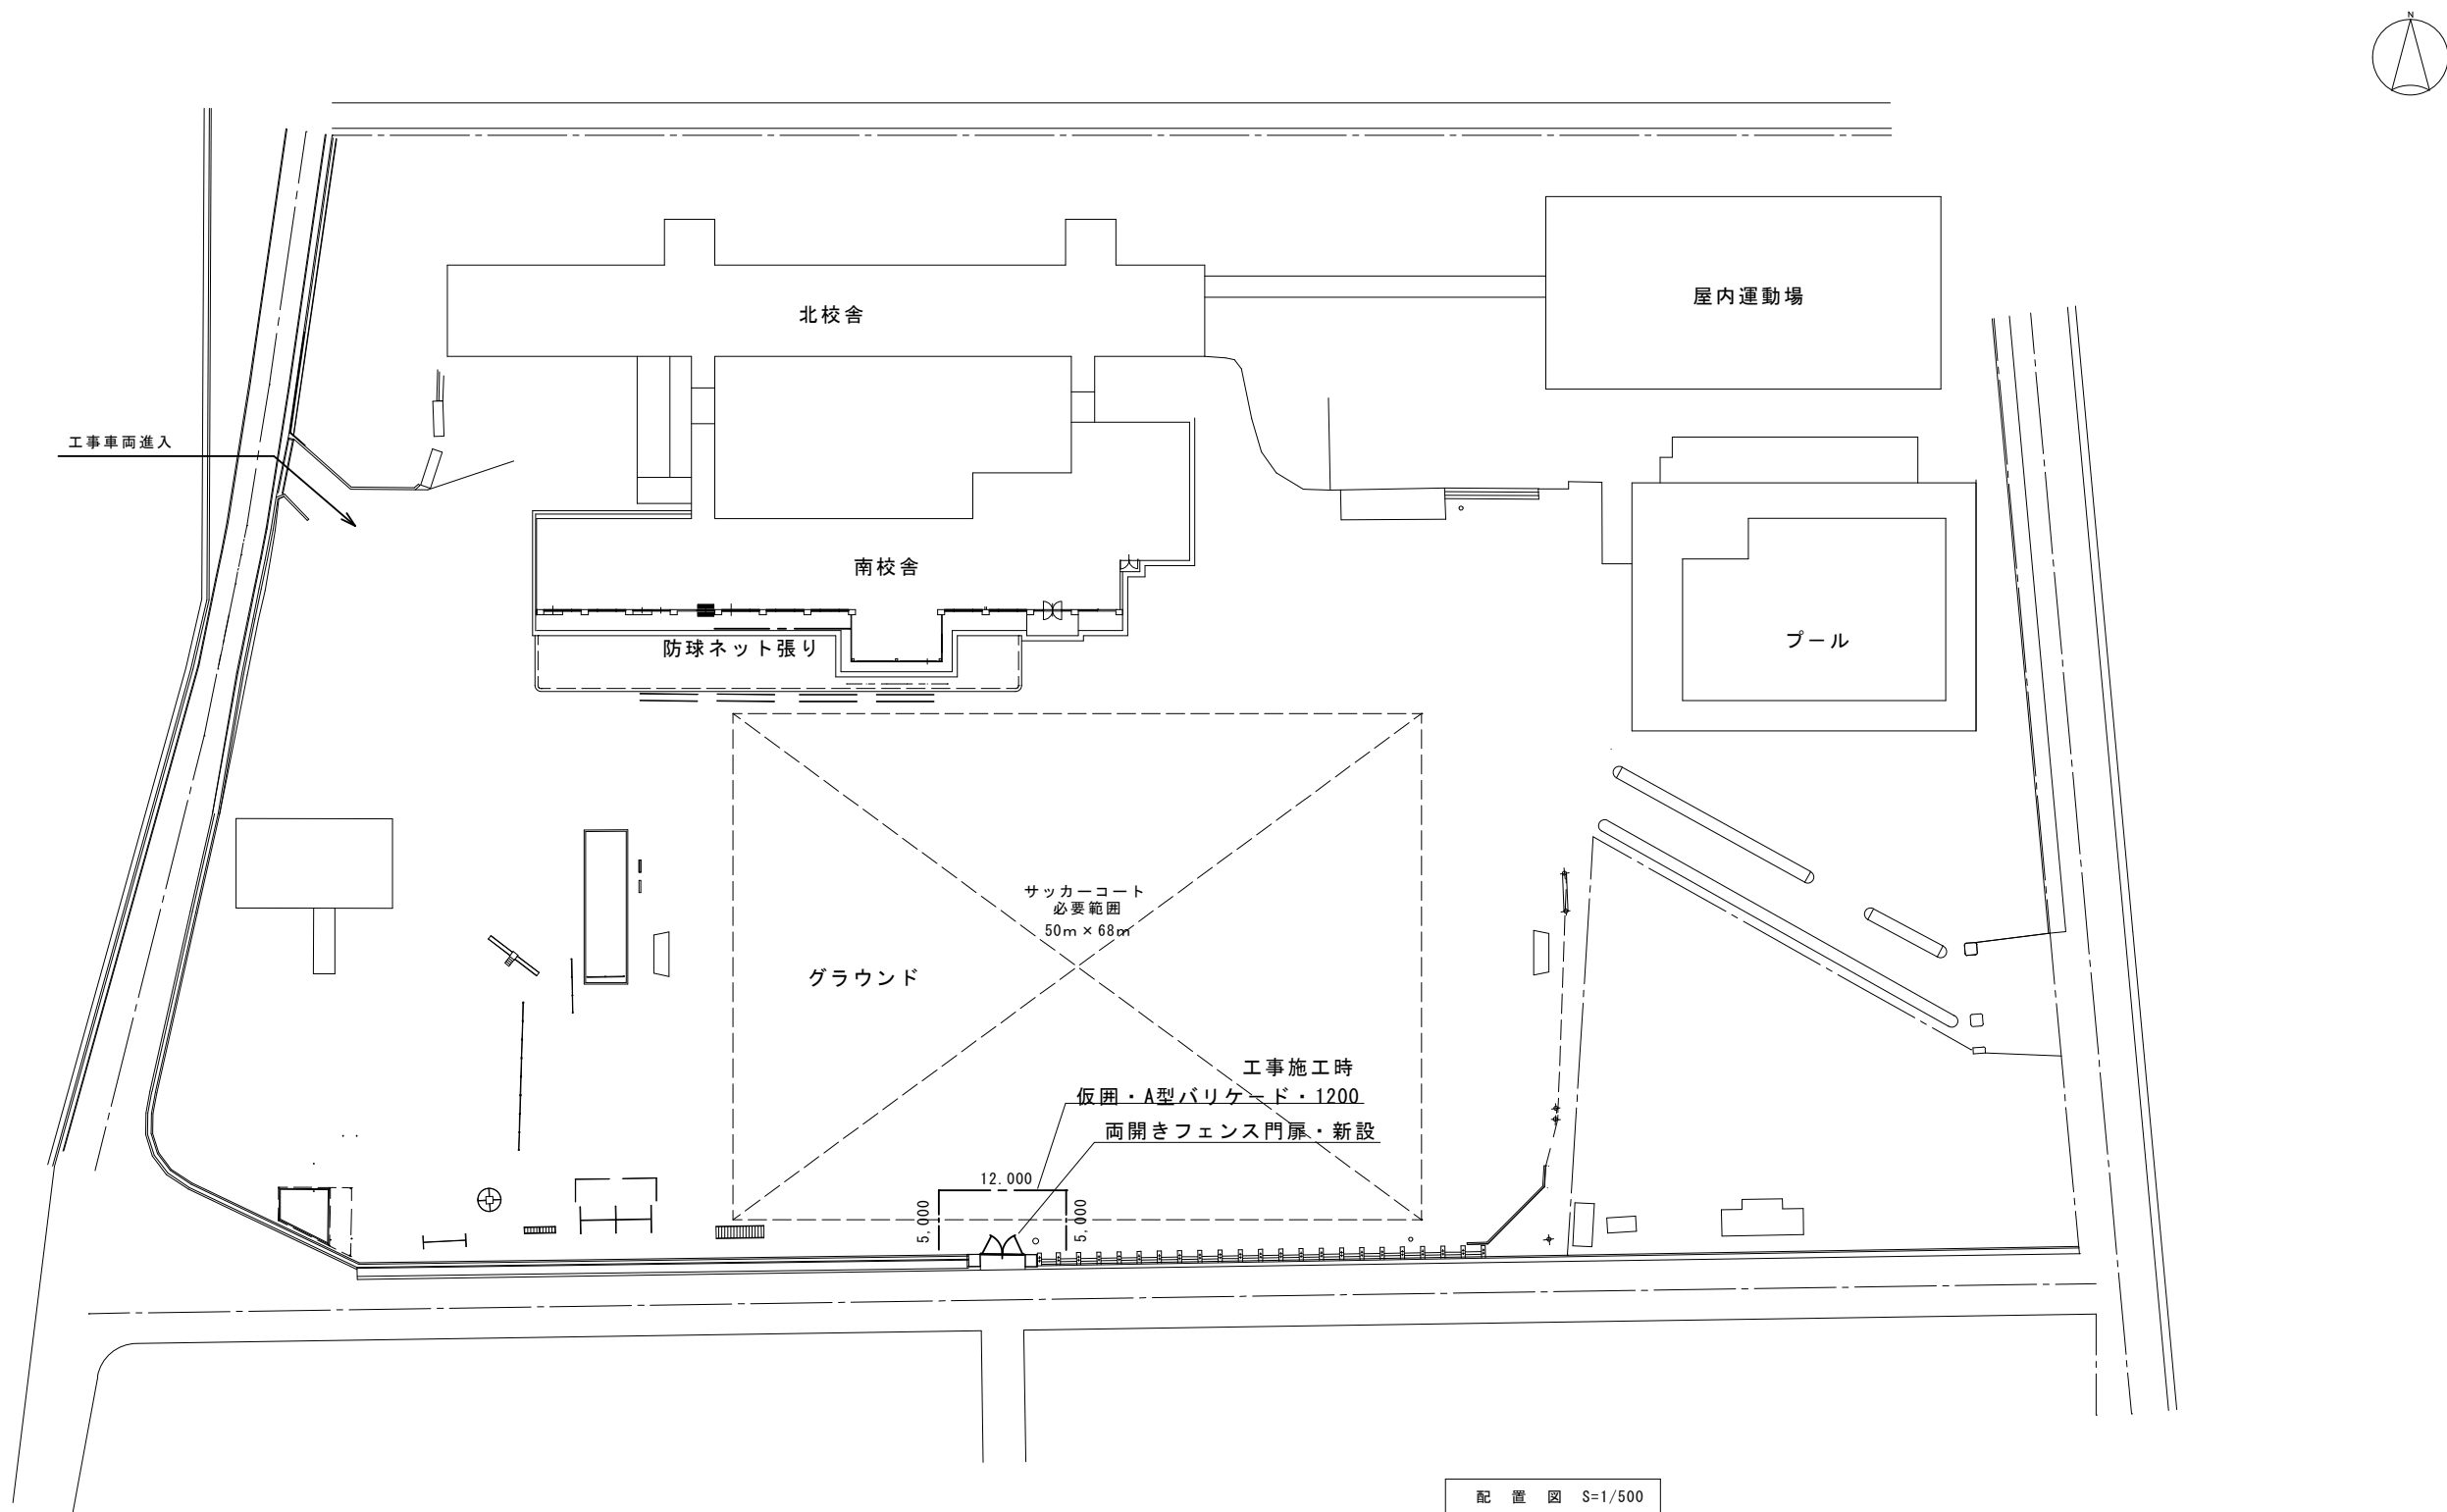 N
北校舎
屋内運動場
工事車両進入
南校舎
防球ネット張り
プール
サッカーコート
必要範囲
50m×68m
グラウンド
工事施工時
仮囲・A型バリケード・1200
両開きフェンス門扉・新設
12.000
5,000
5,000
配 置 図 S=1/500